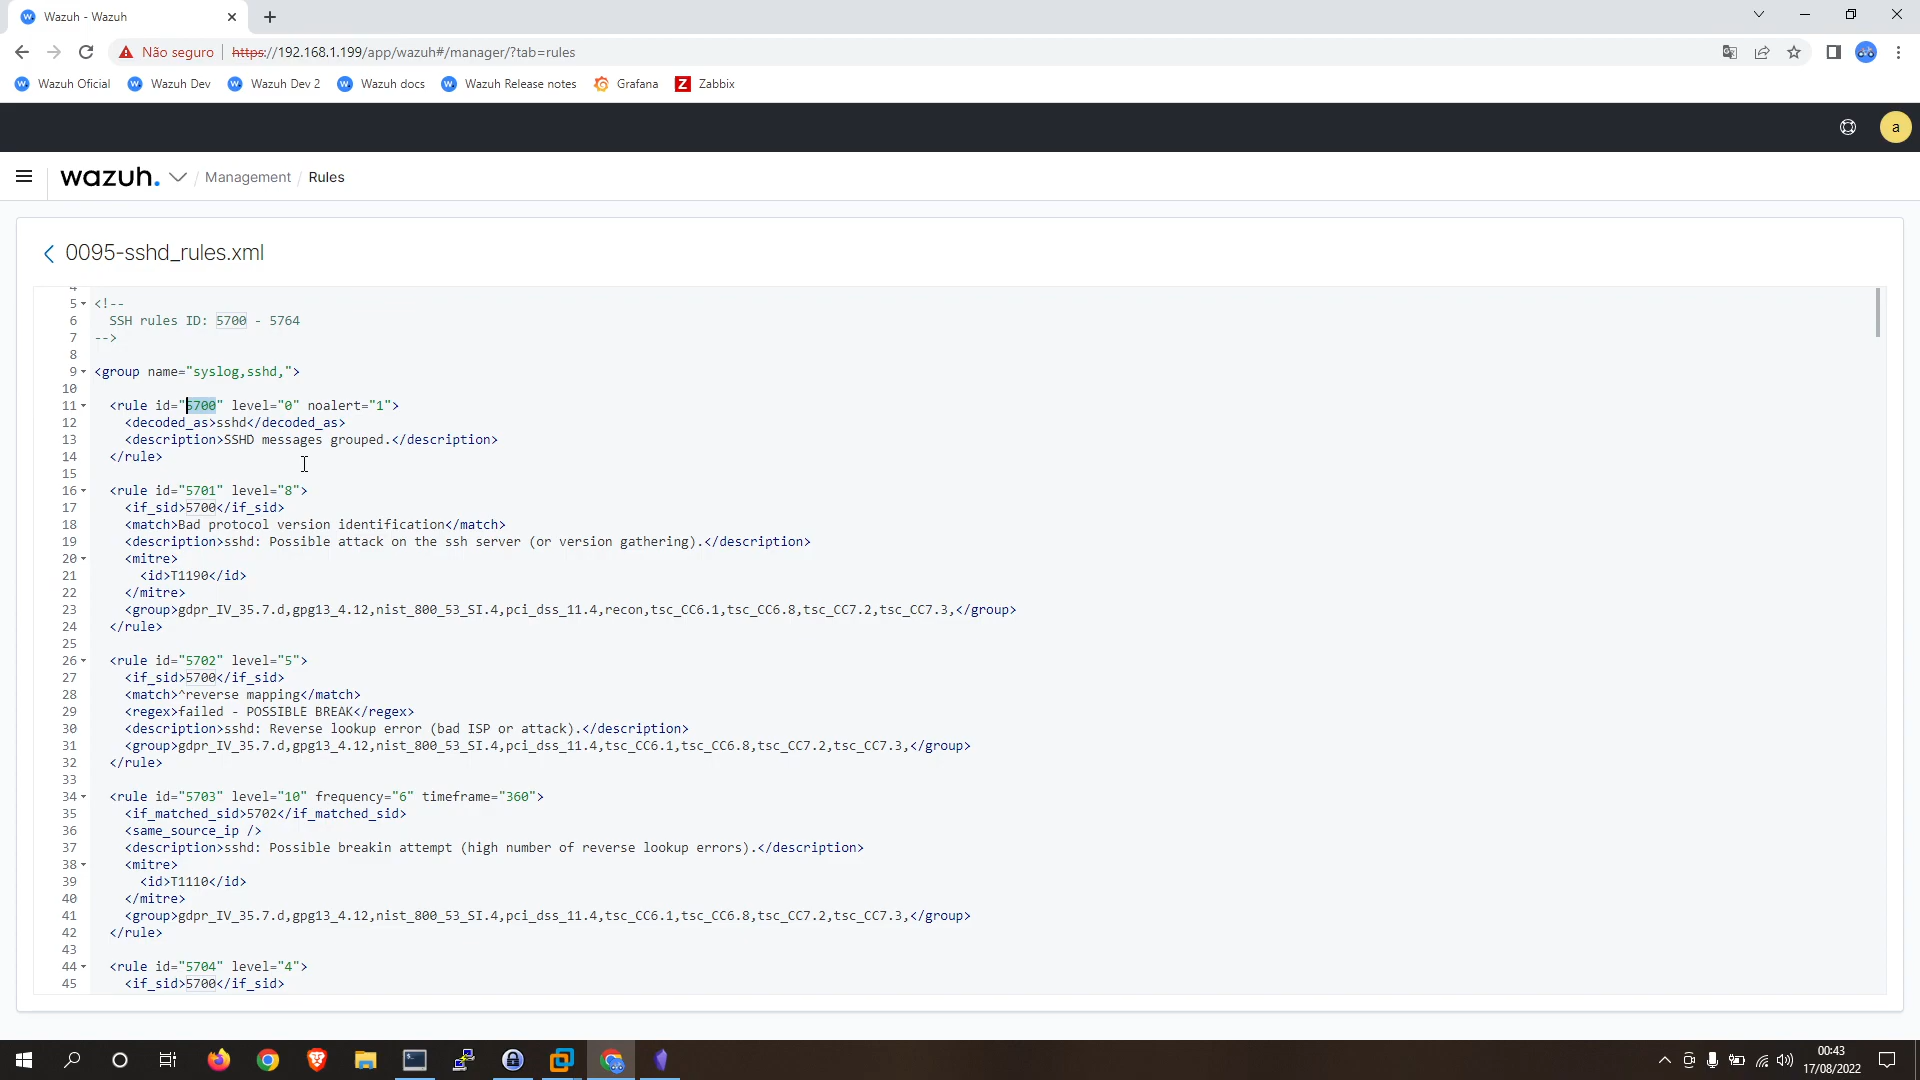 Wazuh - Wazuh
Não seguro
https://192.168.1.199/app/wazuh#/manager/?tab=rules
Wazuh Oficial
Wazuh Dev
Wazuh Dev 2
Wazuh docs
Wazuh Release notes
Grafana
Z
Zabbix
a
wazuh.
/ Management / Rules
0095-sshd_rules.xml
4
5 <!--
6 SSH rules ID: 5700 - 5764
7 -->
8
9 <group name="syslog,sshd,">
10
11 <rule id="5700" level="0" noalert="1">
12 <decoded_as>sshd</decoded_as>
13 <description>SSHD messages grouped.</description>
14 </rule>
15
16 <rule id="5701" level="8">
17 <if_sid>5700</if_sid>
18 <match>Bad protocol version identification</match>
19 <description>sshd: Possible attack on the ssh server (or version gathering).</description>
20 <mitre>
21 <id>T1190</id>
22 </mitre>
23 <group>gdpr_IV_35.7.d,gpg13_4.12,nist_800_53_SI.4,pci_dss_11.4,recon,tsc_CC6.1,tsc_CC6.8,tsc_CC7.2,tsc_CC7.3,</group>
24 </rule>
25
26 <rule id="5702" level="5">
27 <if_sid>5700</if_sid>
28 <match>^reverse mapping</match>
29 <regex>failed - POSSIBLE BREAK</regex>
30 <description>sshd: Reverse lookup error (bad ISP or attack).</description>
31 <group>gdpr_IV_35.7.d,gpg13_4.12,nist_800_53_SI.4,pci_dss_11.4,tsc_CC6.1,tsc_CC6.8,tsc_CC7.2,tsc_CC7.3,</group>
32 </rule>
33
34 <rule id="5703" level="10" frequency="6" timeframe="360">
35 <if_matched_sid>5702</if_matched_sid>
36 <same_source_ip />
37 <description>sshd: Possible breakin attempt (high number of reverse lookup errors).</description>
38 <mitre>
39 <id>T1110</id>
40 </mitre>
41 <group>gdpr_IV_35.7.d,gpg13_4.12,nist_800_53_SI.4,pci_dss_11.4,tsc_CC6.1,tsc_CC6.8,tsc_CC7.2,tsc_CC7.3,</group>
42 </rule>
43
44 <rule id="5704" level="4">
45 <if_sid>5700</if_sid>
00:43
17/08/2022